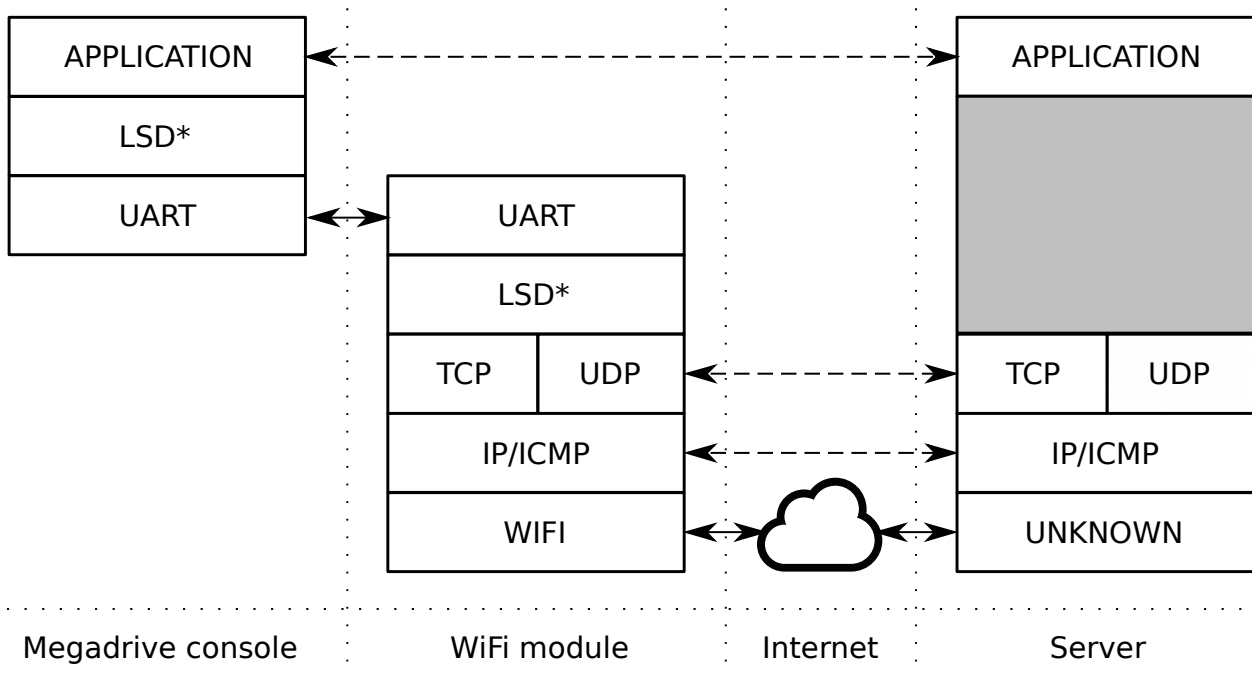 APPLICATION
APPLICATION
LSD*
UART
UART
LSD*
TCP
UDP
TCP
UDP
IP/ICMP
IP/ICMP
WIFI
UNKNOWN
Megadrive console
WiFi module
Internet
Server